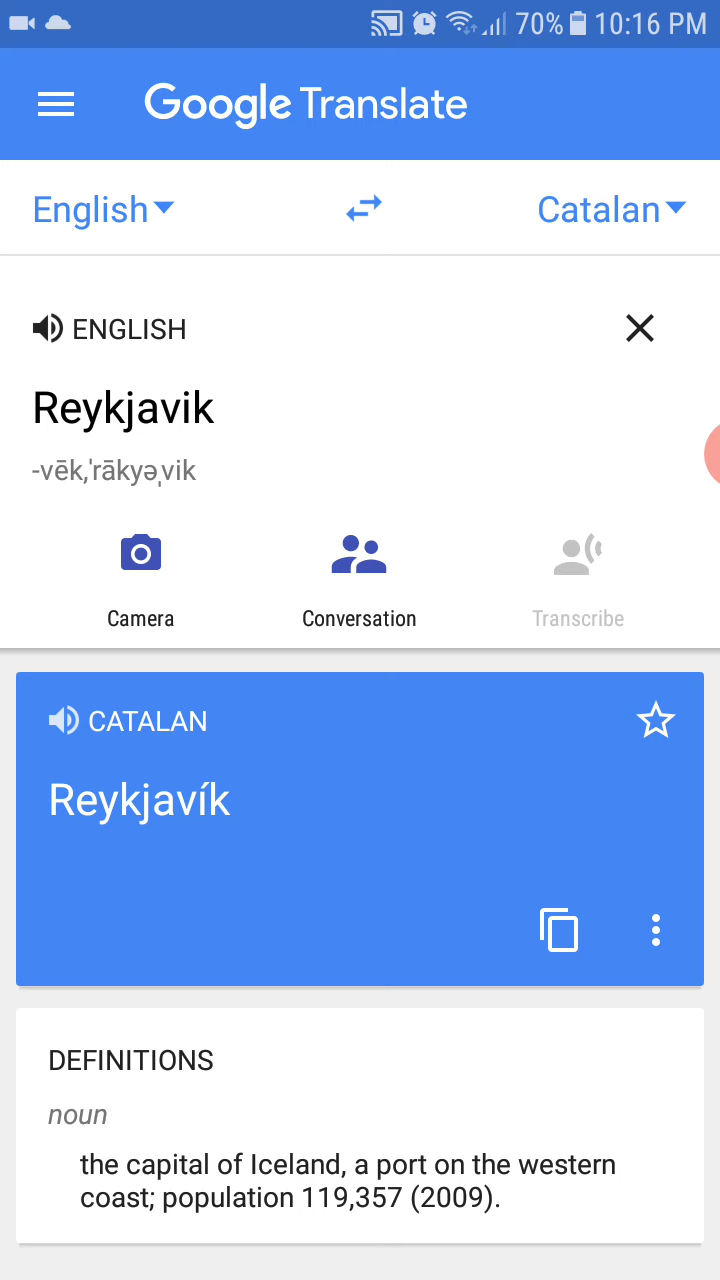 70% 10:16 PM
Google Translate
English Catalan
ENGLISH
Reykjavik
-vēk,ˈrākyəˌvik
Camera Conversation Transcribe
CATALAN
Reykjavík
DEFINITIONS
noun
the capital of Iceland, a port on the western
coast; population 119,357 (2009).